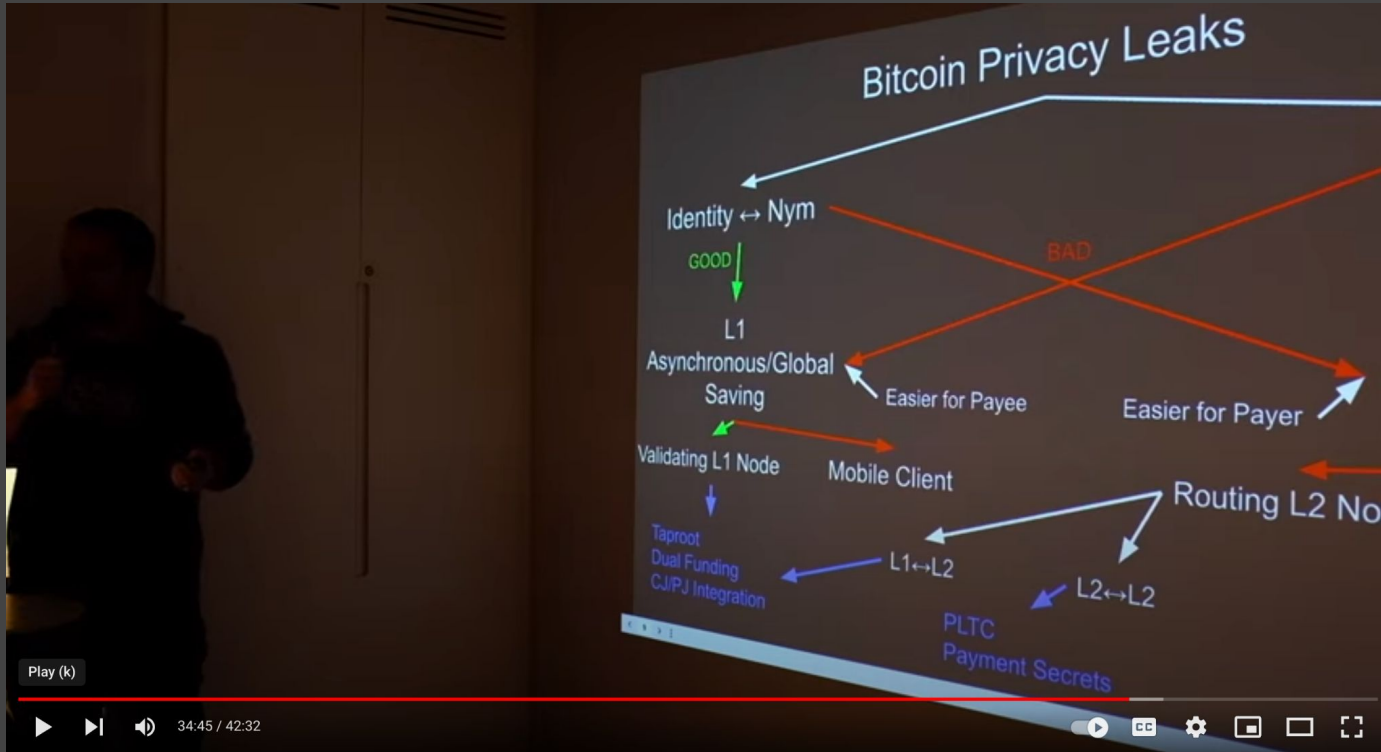 Bitcoin Privacy Leaks
Identity ↔ Nym
GOOD
BAD
L1
Asynchronous/Global
Saving
Easier for Payee
Easier for Payer
Validating L1 Node
Mobile Client
Routing L2 No
Taproot
Dual Funding
CJ/PJ Integration
L1↔L2
L2↔L2
PLTC
Payment Secrets
Play (k)
34:45 / 42:32
CC